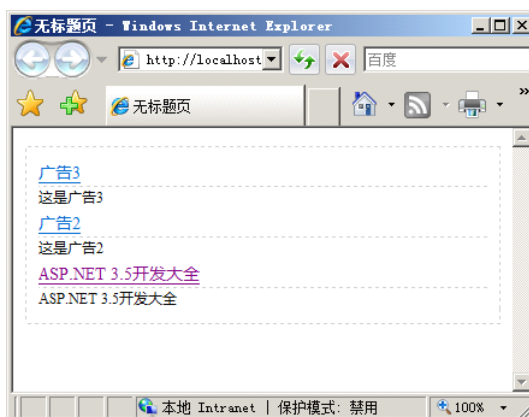 无标题页 - Windows Internet Explorer
http://localhost
百度
无标题页
广告3
这是广告3
广告2
这是广告2
ASP.NET 3.5开发大全
ASP.NET 3.5开发大全
本地 Intranet | 保护模式: 禁用
100%